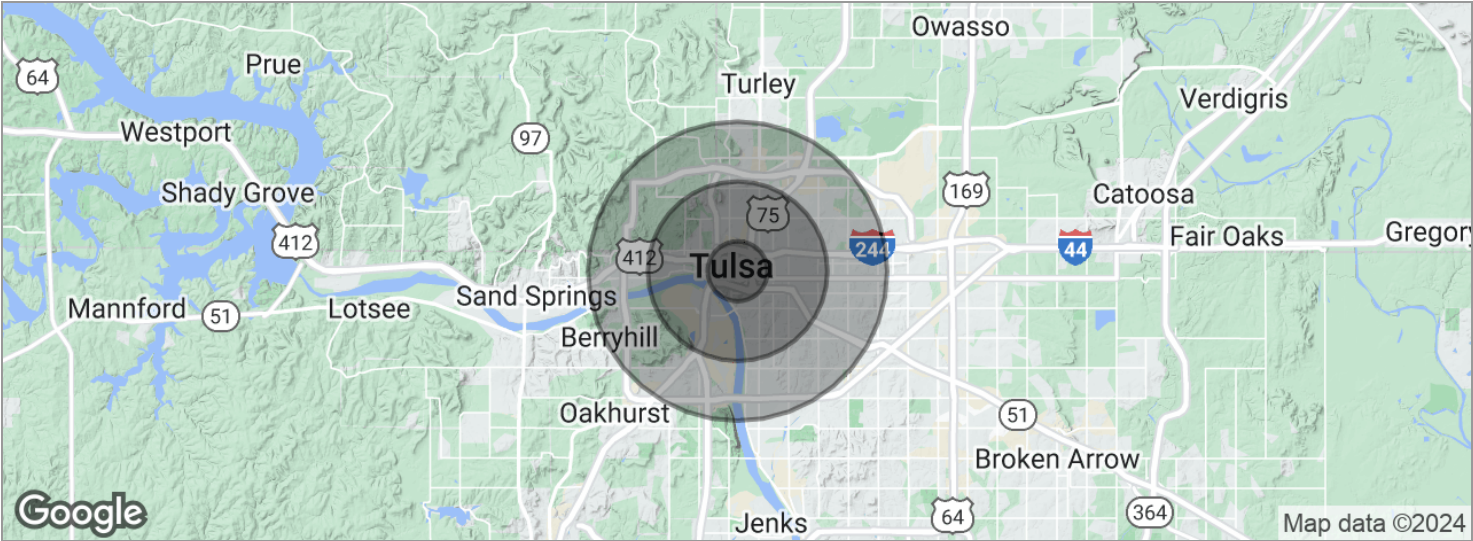 Owasso
Prue
64
Turley
Verdigris
Westport
97
Shady Grove
169
Catoosa
75
412
412
244
44
Fair Oaks
Gregory
Tulsa
Sand Springs
Mannford
51
Lotsee
Berryhill
Oakhurst
51
Broken Arrow
Google
Jenks
64
364
Map data ©2024